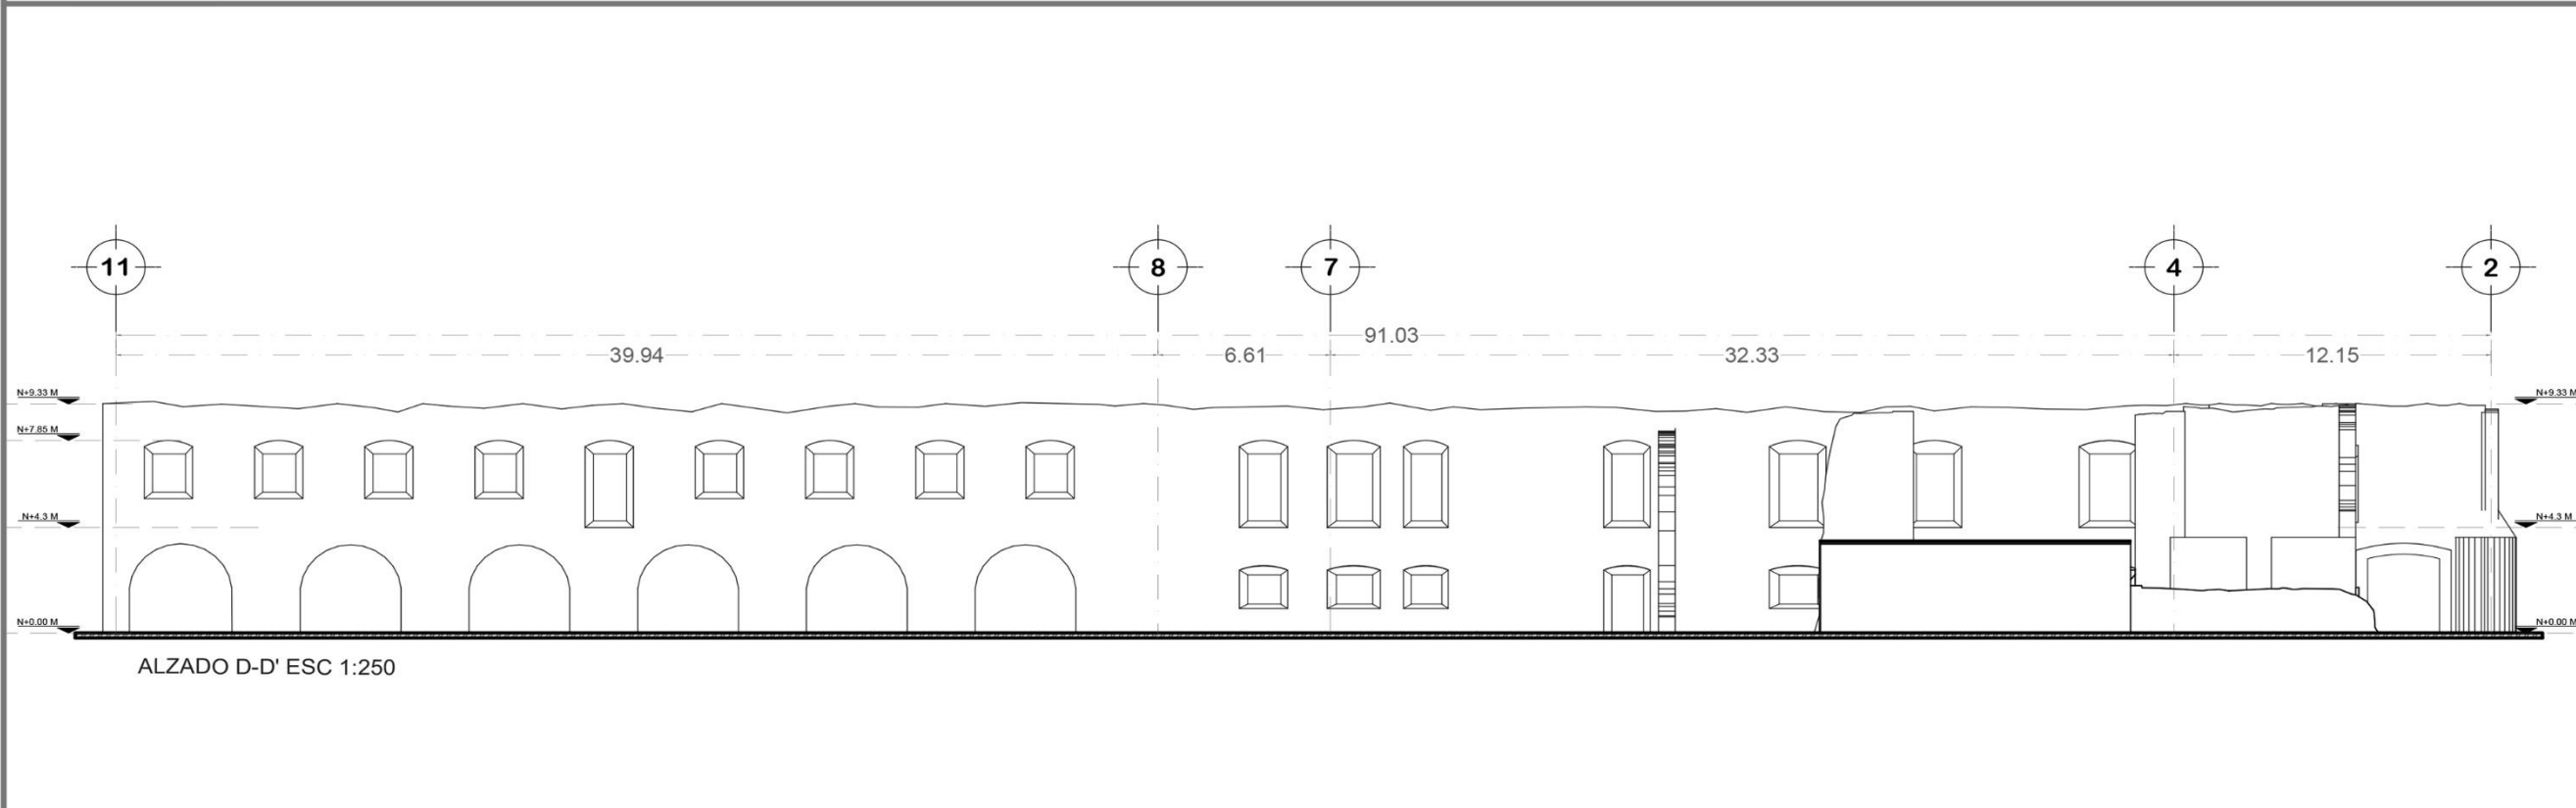 11 8 7 4 2
91.03
39.94 6.61 32.33 12.15
N+9.33 M N+9.33 M
N+7.85 M
N+4.3 M N+4.3 M
N+0.00 M N+0.00 M
ALZADO D-D' ESC 1:250